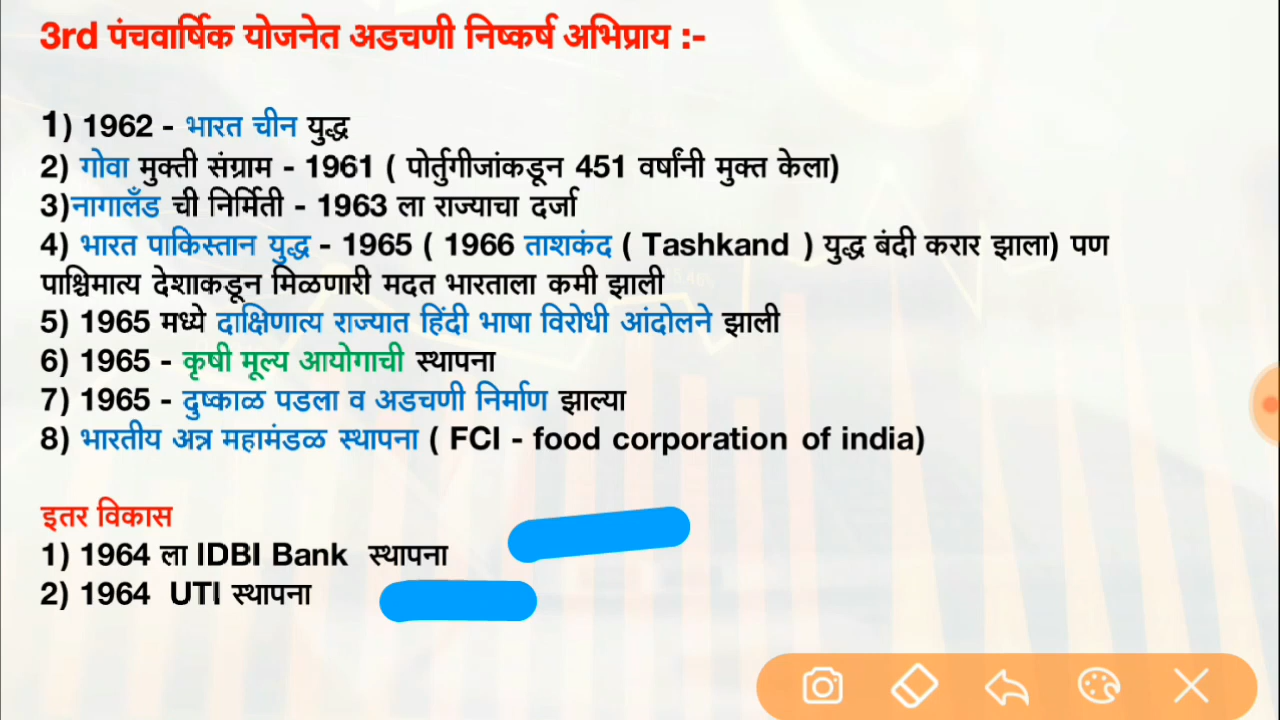 3rd पंचवार्षिक योजनेत अडचणी निष्कर्ष अभिप्राय :-
1) 1962 - भारत चीन युद्ध
2) गोवा मुक्ती संग्राम - 1961 ( पोर्तुगीजांकडून 451 वर्षांनी मुक्त केला)
3)नागालँड ची निर्मिती - 1963 ला राज्याचा दर्जा
4) भारत पाकिस्तान युद्ध - 1965 ( 1966 ताशकंद ( Tashkand ) युद्ध बंदी करार झाला) पण
पाश्चिमात्य देशाकडून मिळणारी मदत भारताला कमी झाली
5) 1965 मध्ये दाक्षिणात्य राज्यात हिंदी भाषा विरोधी आंदोलने झाली
6) 1965 - कृषी मूल्य आयोगाची स्थापना
7) 1965 - दुष्काळ पडला व अडचणी निर्माण झाल्या
8) भारतीय अन्न महामंडळ स्थापना ( FCI - food corporation of india)
इतर विकास
1) 1964 ला IDBI Bank स्थापना
2) 1964 UTI स्थापना